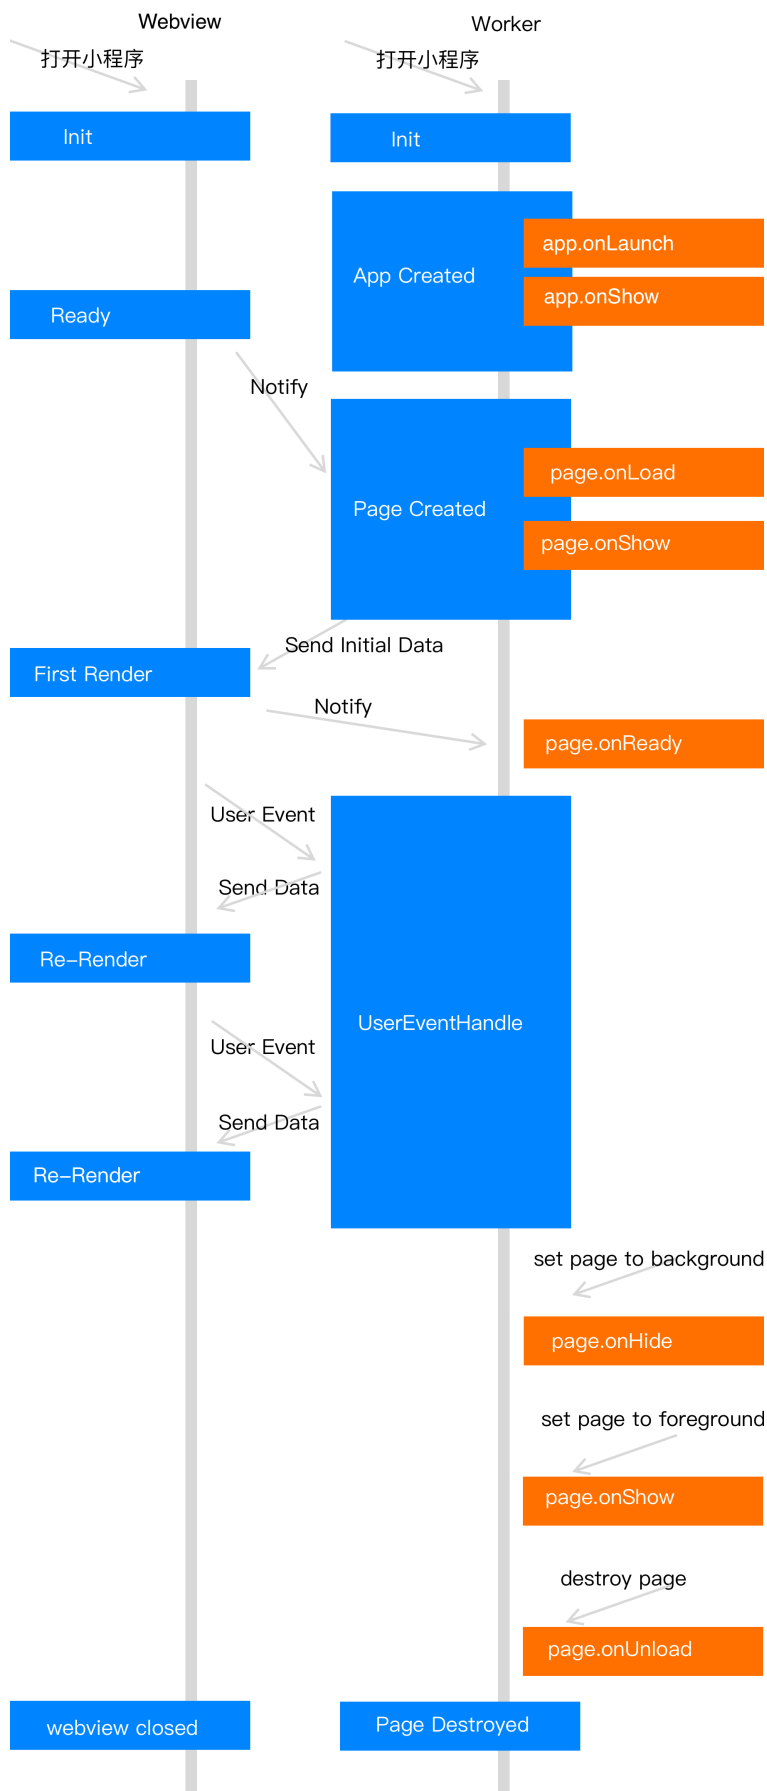 Webview
Worker
打开小程序
打开小程序
Init
Init
app.onLaunch
App Created
app.onShow
Ready
Notify
page.onLoad
Page Created
page.onShow
Send Initial Data
First Render
Notify
page.onReady
User Event
Send Data
Re-Render
UserEventHandle
User Event
Send Data
Re-Render
set page to background
page.onHide
set page to foreground
page.onShow
destroy page
page.onUnload
webview closed
Page Destroyed